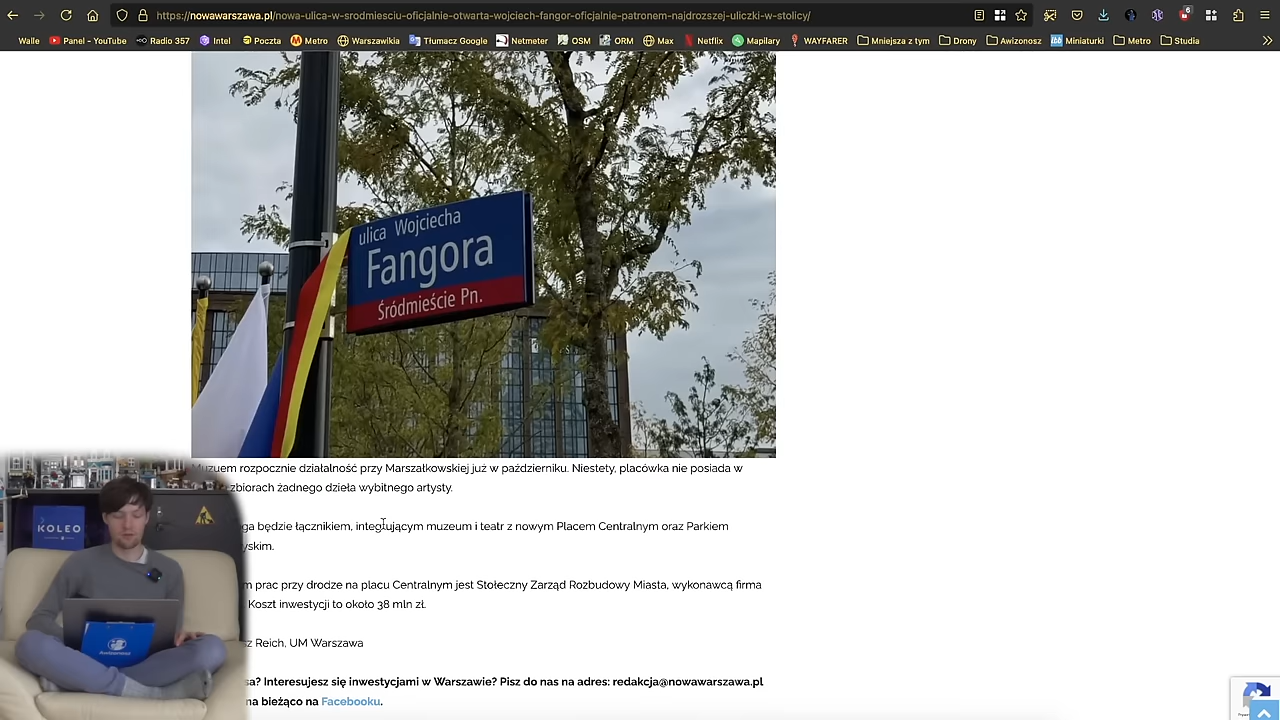 https://nowawarszawa.pl/nowa-ulica-w-srodmiesciu-oficjalnie-otwarta-wojciech-fangor-oficjalnie-patronem-najdrozszej-uliczki-w-stolicy/
Walle Panel - YouTube Radio 357 Intel Poczta Metro Warszawikia Tłumacz Google Netmeter OSM ORM Max Netflix Mapilary WAYFARER Mniejsza z tym Drony Awizonosz Miniaturki Metro Studia
ulica Wojciecha
Fangora
Śródmieście Pn.
Muzuem rozpocznie działalność przy Marszałkowskiej już w październiku. Niestety, placówka nie posiada w
zbiorach żadnego dzieła wybitnego artysty.
będzie łącznikiem, integrującym muzeum i teatr z nowym Placem Centralnym oraz Parkiem
prac przy drodze na placu Centralnym jest Stołeczny Zarząd Rozbudowy Miasta, wykonawcą firma
Koszt inwestycji to około 38 mln zł.
Reich, UM Warszawa
Interesujesz się inwestycjami w Warszawie? Pisz do nas na adres: redakcja@nowawarszawa.pl
na bieżąco na Facebooku.
KOLEO